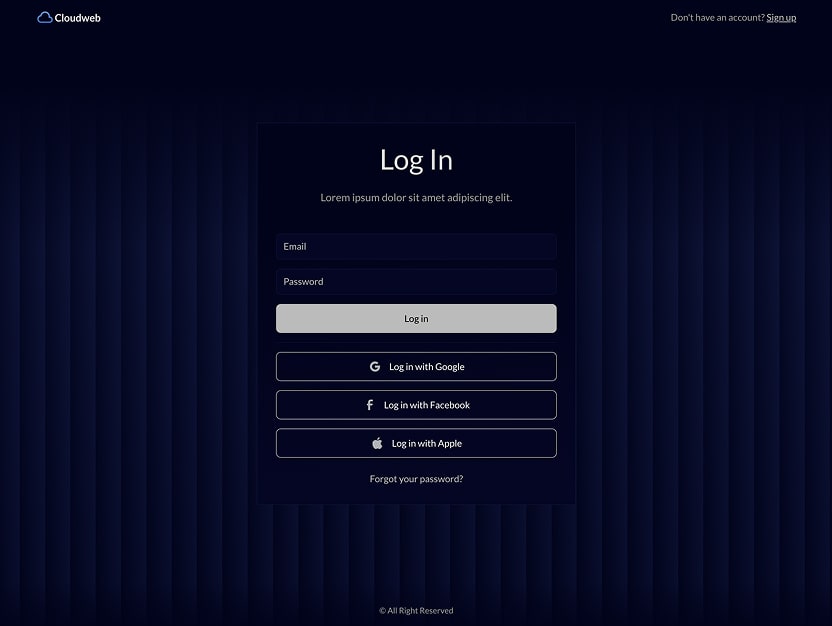 Cloudweb
Don't have an account? Sign up
Log In
Lorem ipsum dolor sit amet adipiscing elit.
Email
Password
Log in
Log in with Google
Log in with Facebook
Log in with Apple
Forgot your password?
© All Right Reserved